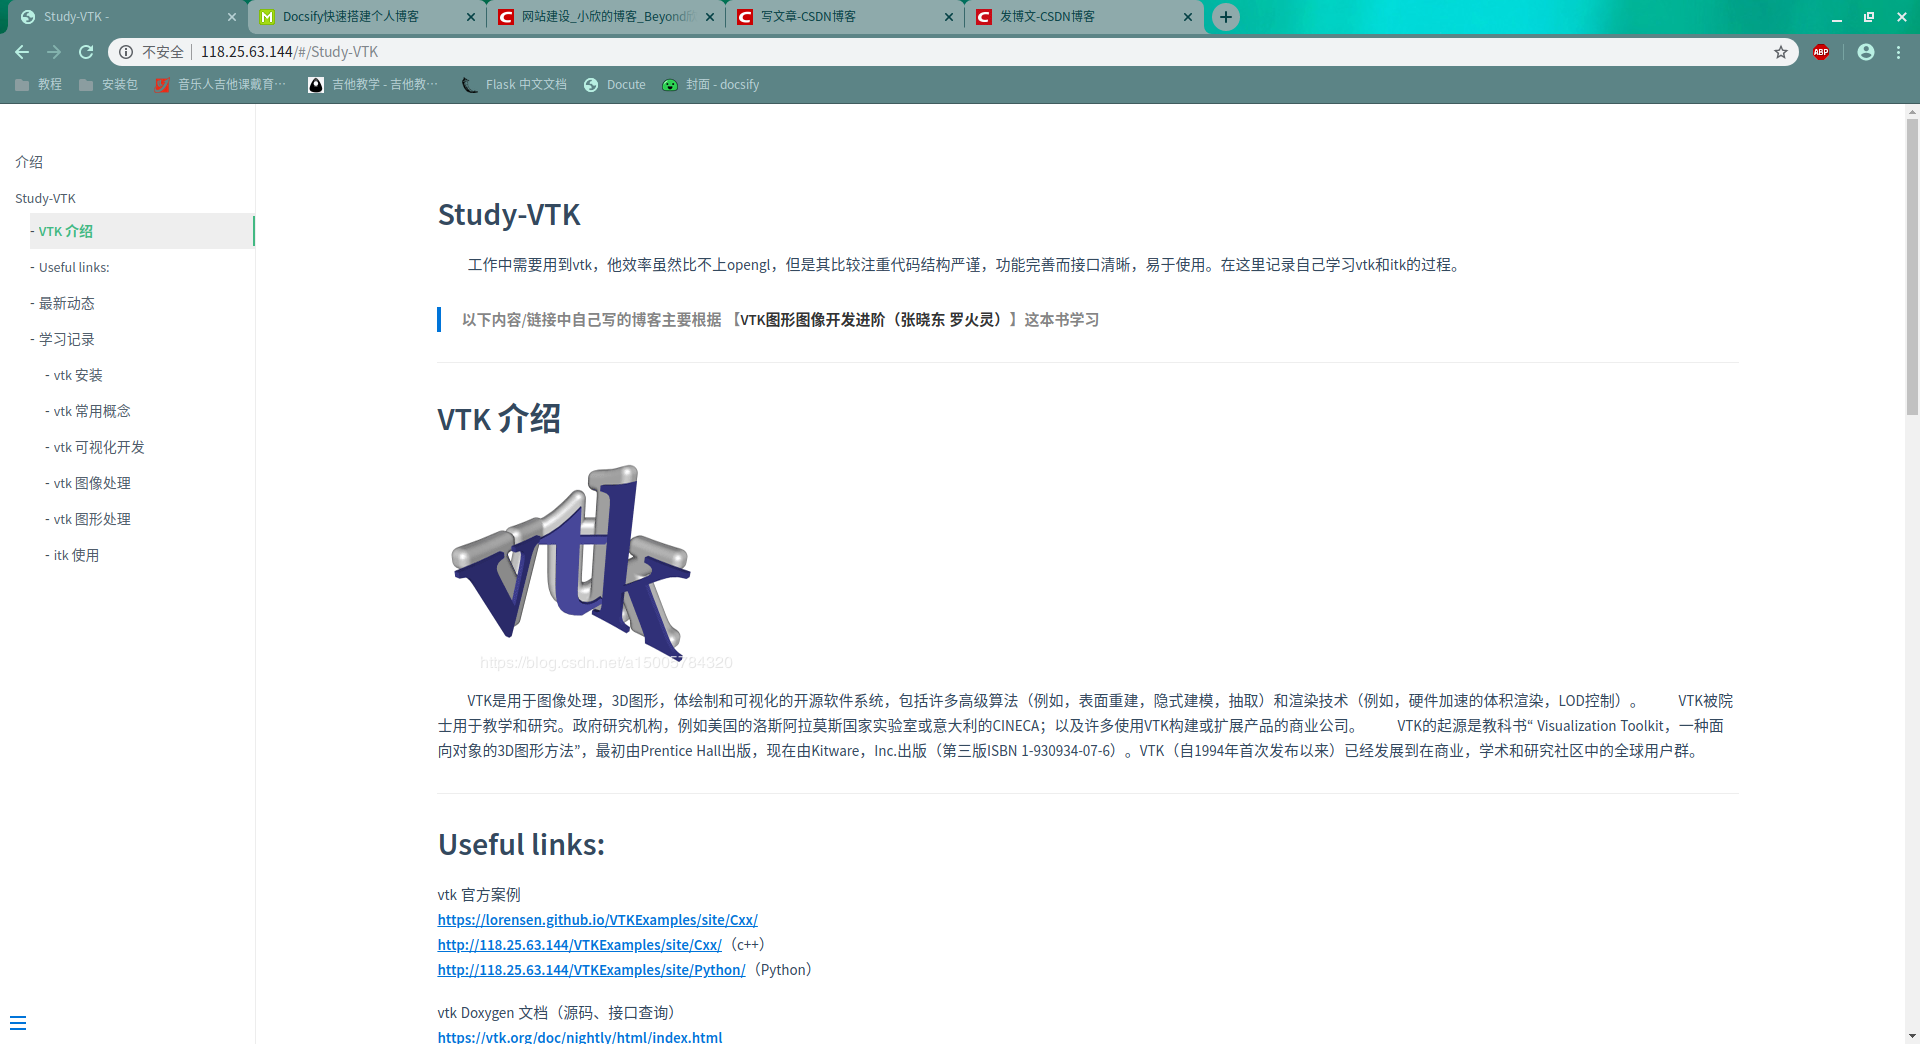 Study-VTK -
Docsify快速搭建个人博客
网站建设_小欣的博客_Beyond
写文章-CSDN博客
发博文-CSDN博客
不安全
118.25.63.144/#/Study-VTK
ABP
教程
安装包
音乐人吉他课戴育…
吉他教学 - 吉他教…
Flask 中文文档
Docute
封面 - docsify
介绍
Study-VTK
- VTK 介绍
- Useful links:
- 最新动态
- 学习记录
- vtk 安装
- vtk 常用概念
- vtk 可视化开发
- vtk 图像处理
- vtk 图形处理
- itk 使用
Study-VTK
工作中需要用到vtk，他效率虽然比不上opengl，但是其比较注重代码结构严谨，功能完善而接口清晰，易于使用。在这里记录自己学习vtk和itk的过程。
以下内容/链接中自己写的博客主要根据 【VTK图形图像开发进阶（张晓东 罗火灵）】这本书学习
VTK 介绍
vtk
https://blog.csdn.net/a15005784320
VTK是用于图像处理，3D图形，体绘制和可视化的开源软件系统，包括许多高级算法（例如，表面重建，隐式建模，抽取）和渲染技术（例如，硬件加速的体积渲染，LOD控制）。 VTK被院
士用于教学和研究。政府研究机构，例如美国的洛斯阿拉莫斯国家实验室或意大利的CINECA；以及许多使用VTK构建或扩展产品的商业公司。 VTK的起源是教科书“ Visualization Toolkit，一种面
向对象的3D图形方法”，最初由Prentice Hall出版，现在由Kitware，Inc.出版（第三版ISBN 1-930934-07-6）。VTK（自1994年首次发布以来）已经发展到在商业，学术和研究社区中的全球用户群。
Useful links:
vtk 官方案例
https://lorensen.github.io/VTKExamples/site/Cxx/
http://118.25.63.144/VTKExamples/site/Cxx/（c++）
http://118.25.63.144/VTKExamples/site/Python/（Python）
vtk Doxygen 文档（源码、接口查询）
https://vtk.org/doc/nightly/html/index.html